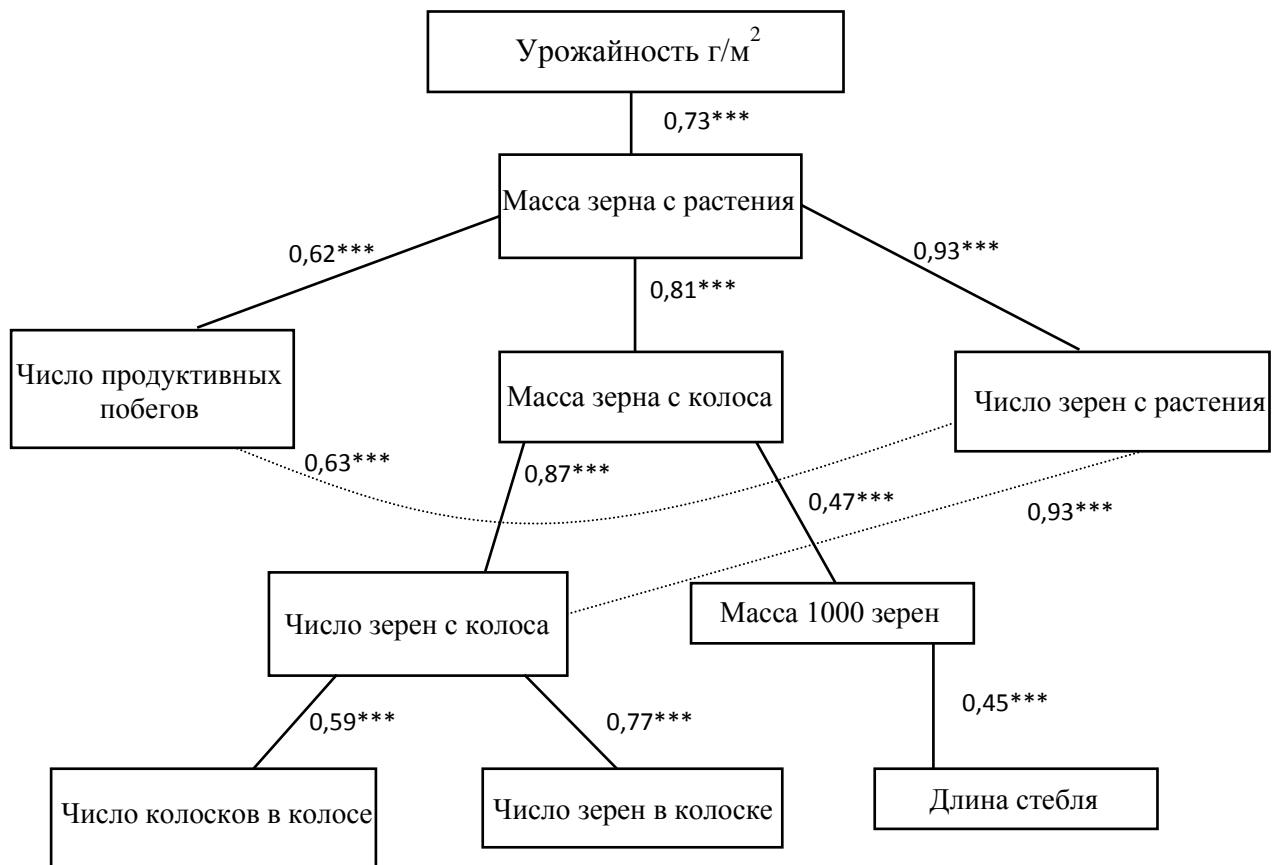 Урожайность г/м²
0,73***
Масса зерна с растения
0,62***
0,81***
0,93***
Число продуктивных
побегов
Масса зерна с колоса
Число зерен с растения
0,63***
0,87***
0,47***
0,93***
Число зерен с колоса
Масса 1000 зерен
0,59***
0,77***
0,45***
Число колосков в колосе
Число зерен в колоске
Длина стебля